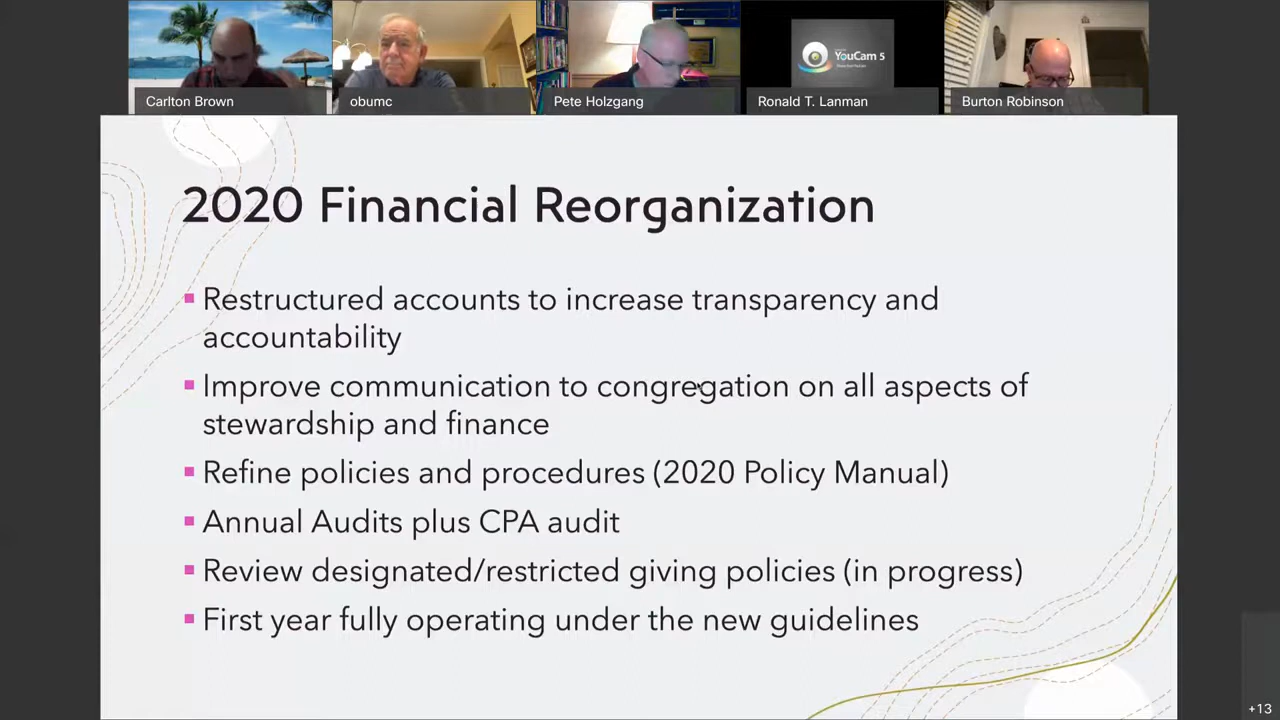 YouCam 5
Carlton Brown
obumc
Pete Holzgang
Ronald T. Lanman
Burton Robinson
2020 Financial Reorganization
Restructured accounts to increase transparency and
accountability
Improve communication to congregation on all aspects of
stewardship and finance
Refine policies and procedures (2020 Policy Manual)
Annual Audits plus CPA audit
Review designated/restricted giving policies (in progress)
First year fully operating under the new guidelines
+13